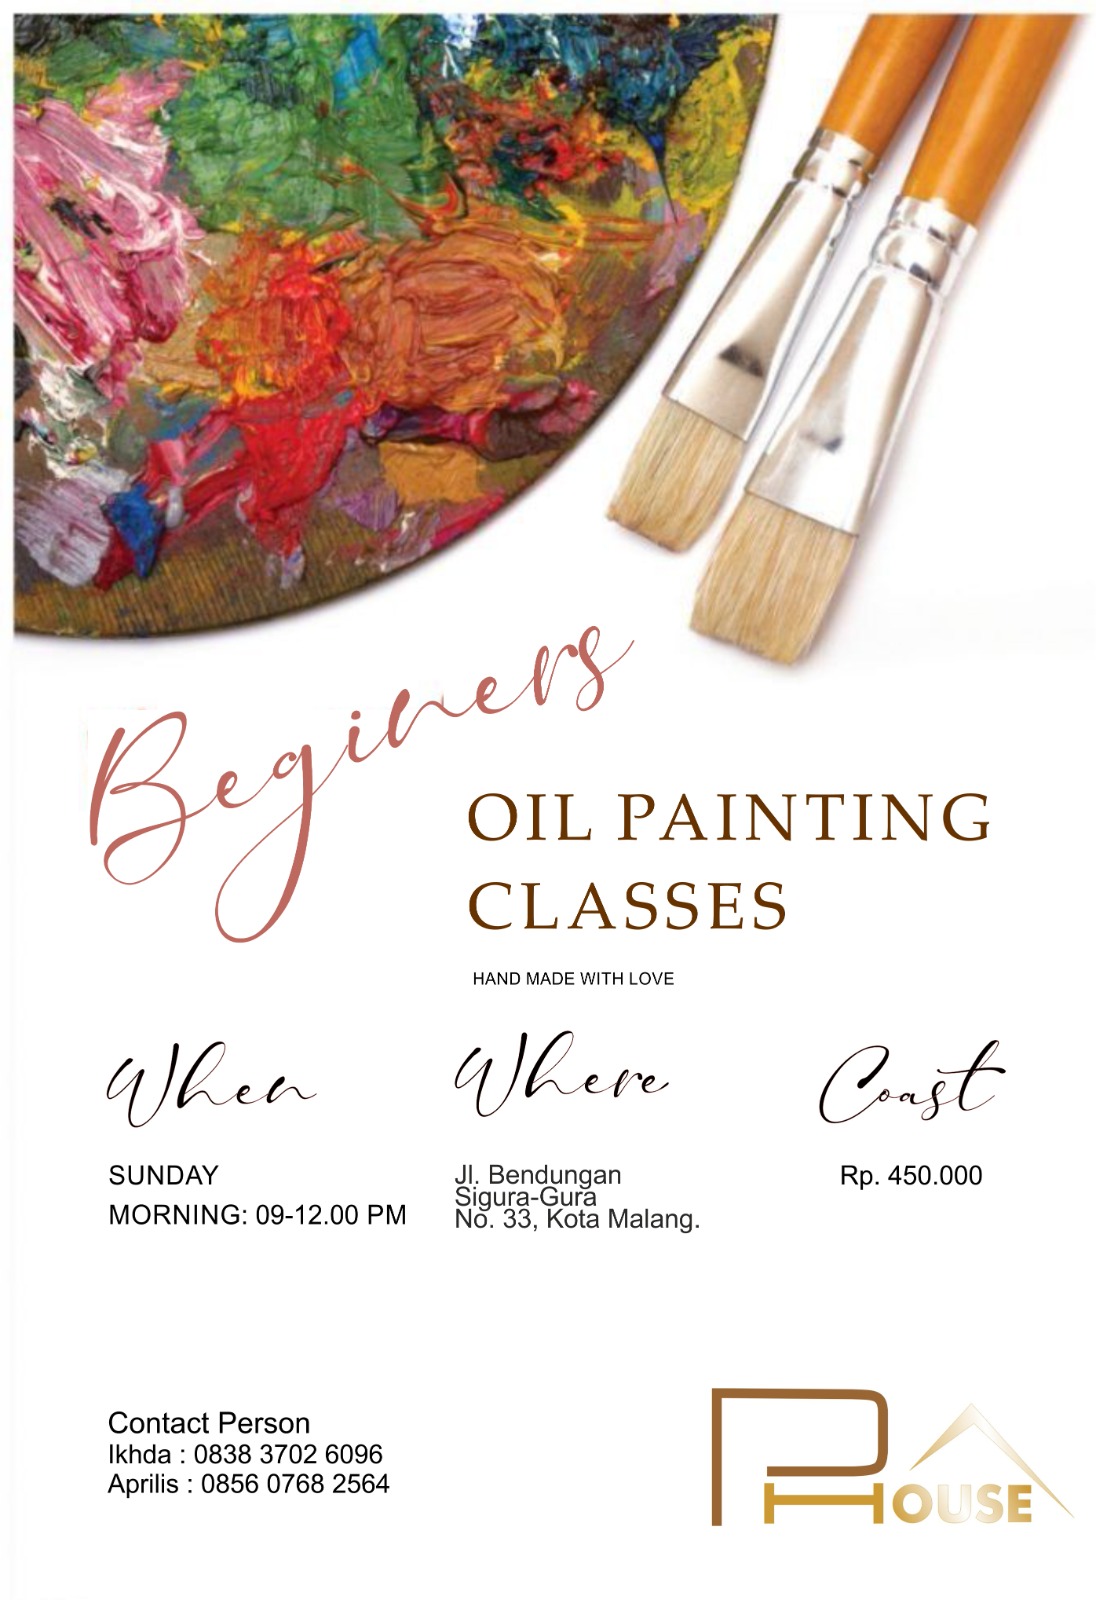 Beginers
OIL PAINTING
CLASSES
HAND MADE WITH LOVE
When
SUNDAY
MORNING: 09-12.00 PM
Where
Jl. Bendungan
Sigura-Gura
No. 33, Kota Malang.
Coast
Rp. 450.000
Contact Person
Ikhda : 0838 3702 6096
Aprilis : 0856 0768 2564
P HOUSE